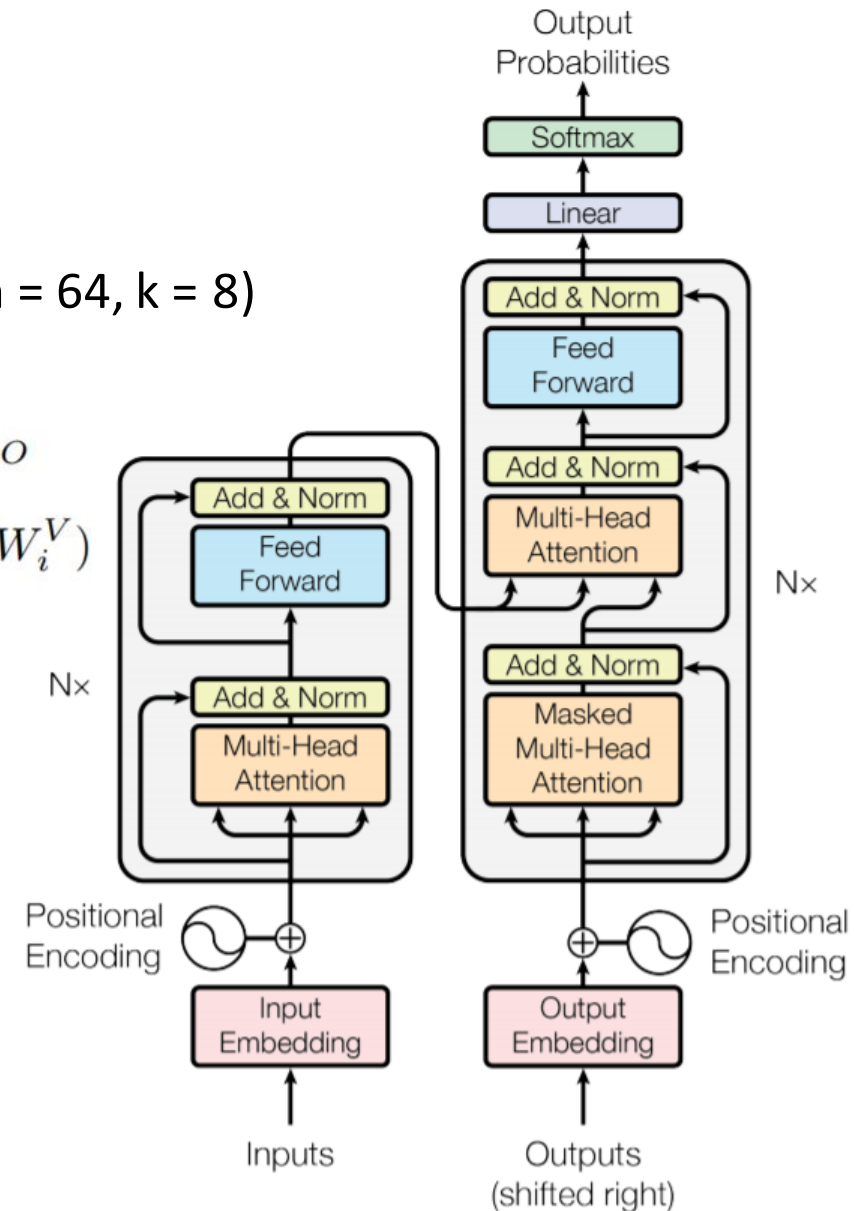 Output
Probabilities
Softmax
Linear
Add & Norm
Feed
Forward
Add & Norm
Multi-Head
Attention
Nx
Add & Norm
Masked
Multi-Head
Attention
Positional
Encoding
Output
Embedding
Outputs
(shifted right)
= 64, k = 8)
O
W_i^V)
Add & Norm
Feed
Forward
Nx
Add & Norm
Multi-Head
Attention
Positional
Encoding
Input
Embedding
Inputs